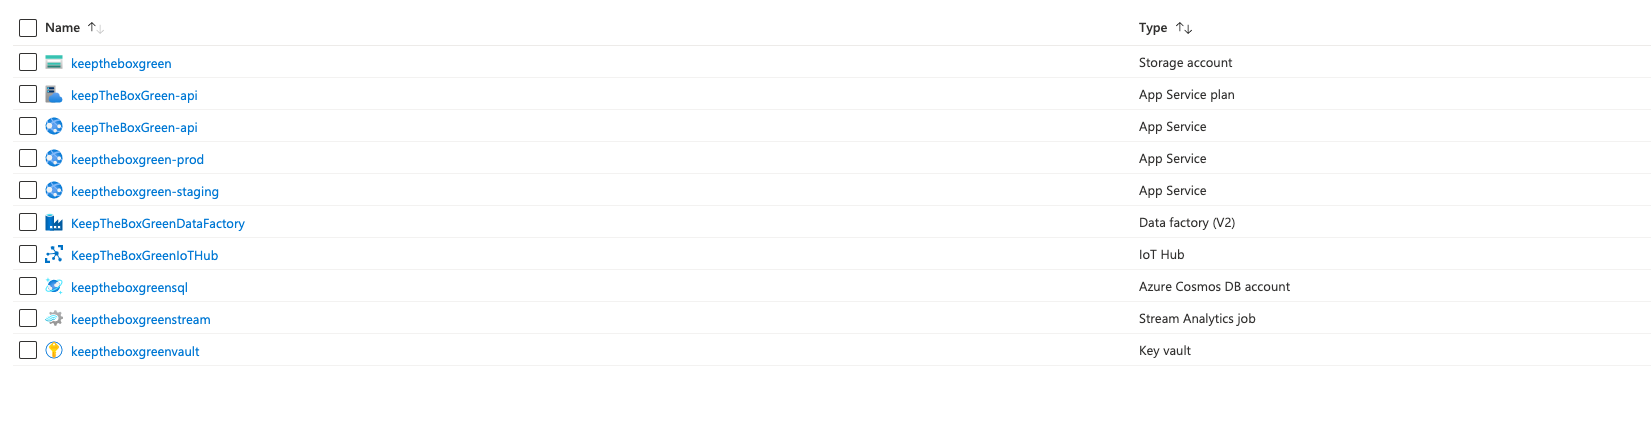 Name Type
keeptheboxgreen Storage account
keepTheBoxGreen-api App Service plan
keepTheBoxGreen-api App Service
keeptheboxgreen-prod App Service
keeptheboxgreen-staging App Service
KeepTheBoxGreenDataFactory Data factory (V2)
KeepTheBoxGreenIoTHub IoT Hub
keeptheboxgreensql Azure Cosmos DB account
keeptheboxgreenstream Stream Analytics job
keeptheboxgreenvault Key vault